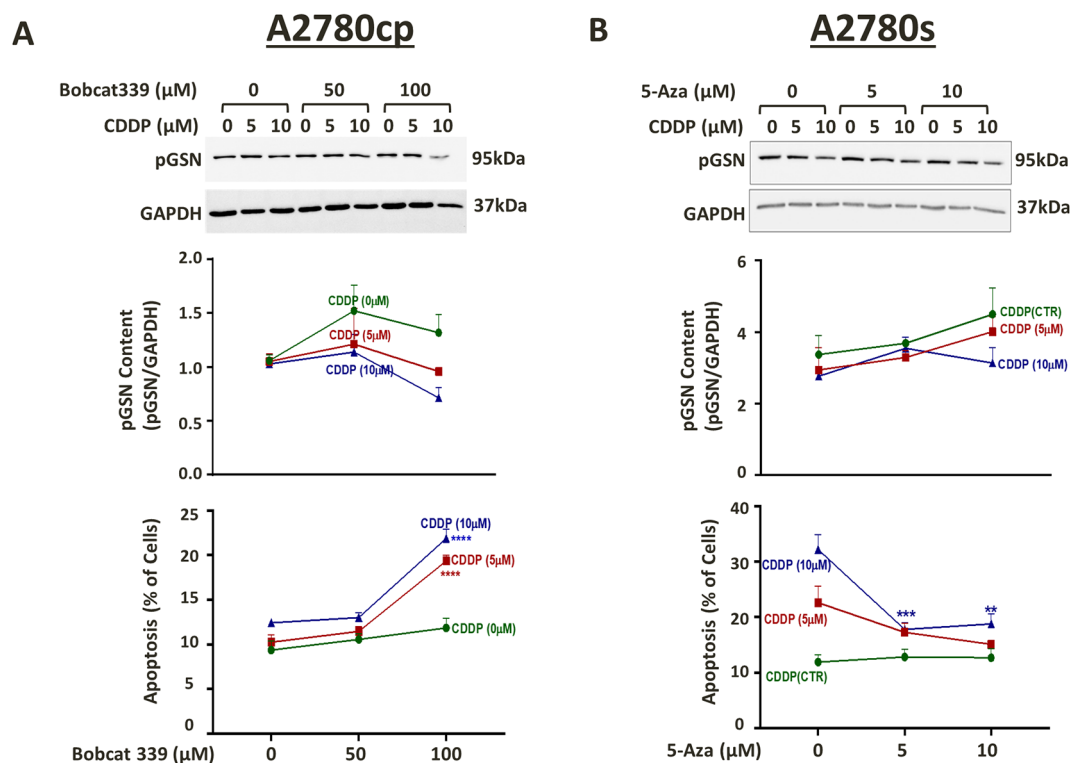 A
A2780cp
Bobcat339 (μM)
0 50 100
CDDP (μM) 0 5 10 0 5 10 0 5 10
pGSN 95kDa
GAPDH 37kDa
pGSN Content
(pGSN/GAPDH)
2.0
1.5
1.0
0.5
0.0
CDDP (0μM)
CDDP (5μM)
CDDP (10μM)
Apoptosis (% of Cells)
25
20
15
10
5
0
CDDP (10μM)
****
CDDP (5μM)
****
CDDP (0μM)
Bobcat 339 (μM) 0 50 100
B
A2780s
5-Aza (μM)
0 5 10
CDDP (μM) 0 5 10 0 5 10 0 5 10
pGSN 95kDa
GAPDH 37kDa
pGSN Content
(pGSN/GAPDH)
6
4
2
0
CDDP(CTR)
CDDP (5μM)
CDDP (10μM)
Apoptosis (% of Cells)
40
30
20
10
0
CDDP (10μM)
CDDP (5μM)
CDDP(CTR)
***
**
5-Aza (μM) 0 5 10